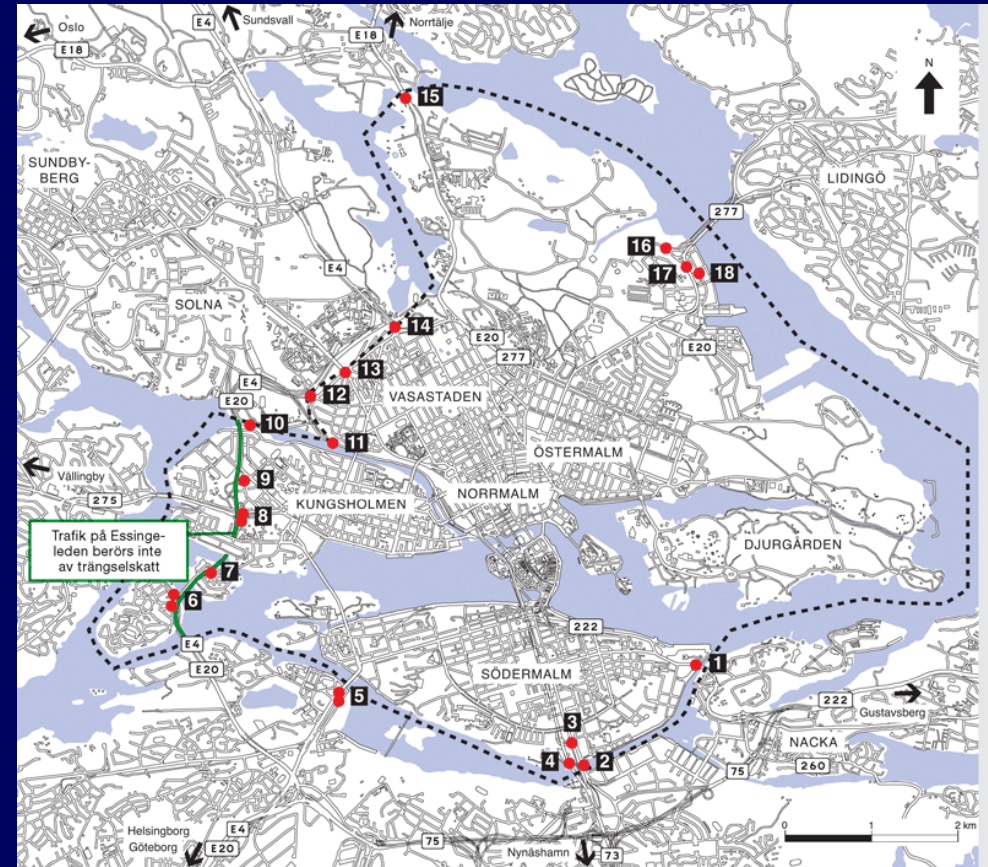 Oslo
E4
Sundsvall
E18
Norrtälje
E18
N
15
SUNDBY-
BERG
LIDINGÖ
277
16
17
18
E4
SOLNA
14
E20
277
E20
13
E4
12
VASASTADEN
E20
10
11
ÖSTERMALM
Vällingby
9
275
KUNGSHOLMEN
NORRMALM
8
Trafik på Essinge-
leden berörs inte
av trängselskatt
DJURGÅRDEN
7
6
222
E4
E20
SÖDERMALM
1
5
222
Gustavsberg
3
NACKA
4
2
75
260
Helsingborg
Göteborg
E4
E20
75
Nynäshamn
73
0
1
2 km